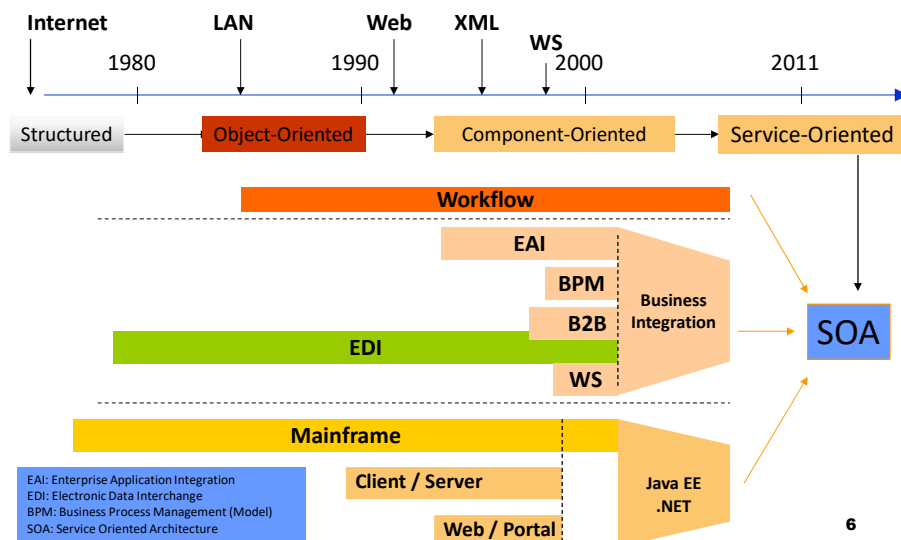 Internet
LAN
Web
XML
WS
1980
1990
2000
2011
Structured
Object-Oriented
Component-Oriented
Service-Oriented
Workflow
EAI
BPM
Business
Integration
B2B
SOA
EDI
WS
Mainframe
EAI: Enterprise Application Integration
EDI: Electronic Data Interchange
BPM: Business Process Management (Model)
SOA: Service Oriented Architecture
Client / Server
Java EE
.NET
Web / Portal
6